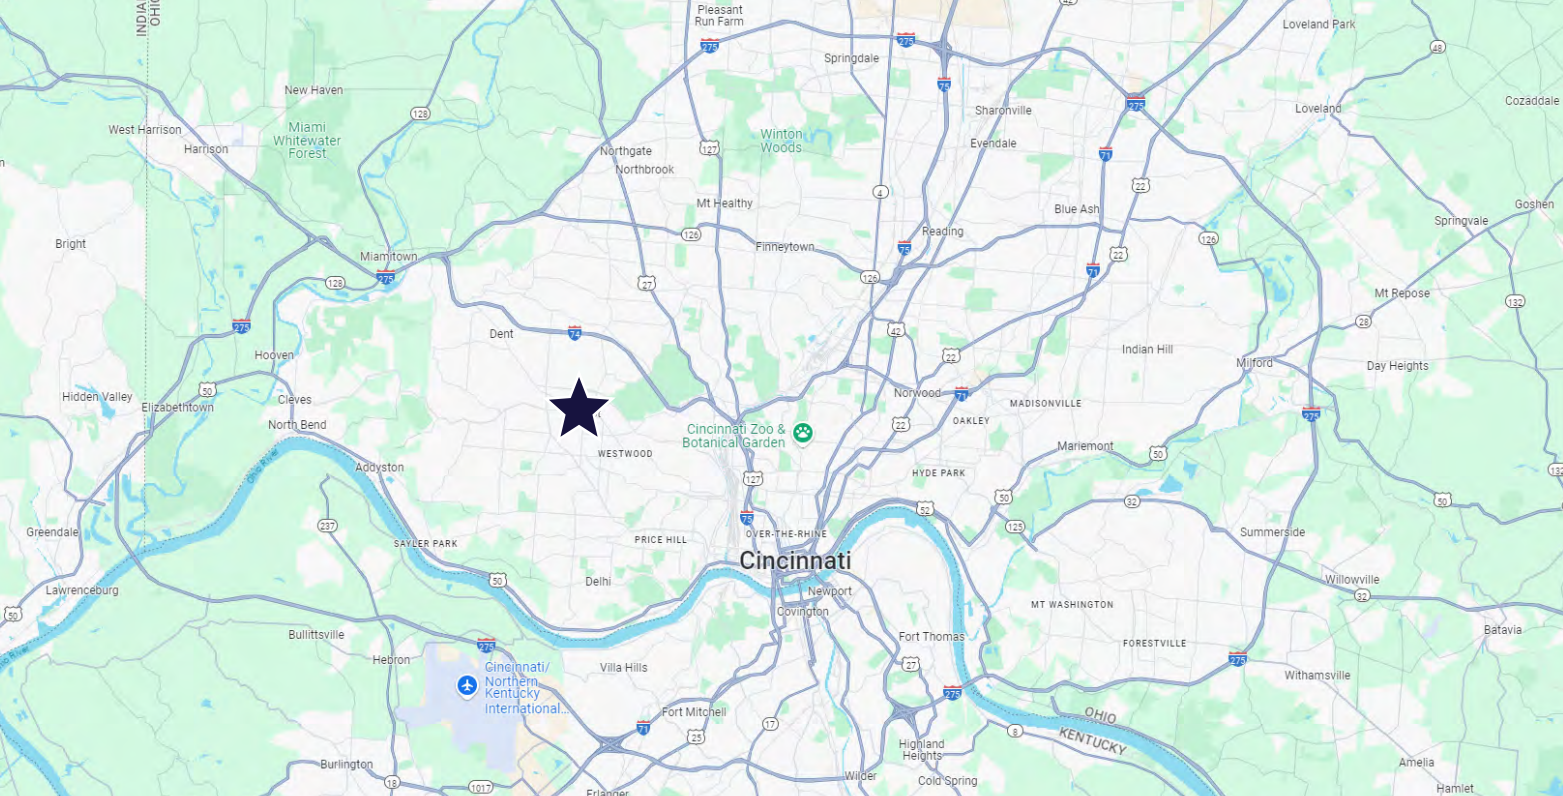 INDIANA
OHIO
Pleasant
Run Farm
42
Loveland Park
275
275
48
Springdale
75
New Haven
Loveland
Cozaddale
275
128
Sharonville
West Harrison
Miami
Whitewater
Forest
Winton
Woods
Harrison
Northgate
127
Evendale
71
Northbrook
22
4
Mt Healthy
Blue Ash
Goshen
Springvale
126
Reading
126
Bright
Finneytown
75
Miamitown
22
275
128
27
126
71
Mt Repose
132
275
42
28
Dent
74
22
Indian Hill
Hooven
Milford
Day Heights
50
Hidden Valley
Cleves
Norwood
71
MADISONVILLE
Elizabethtown
275
North Bend
Cincinnati Zoo &
Botanical Garden
22
OAKLEY
WESTWOOD
Mariemont
50
Addyston
Ohio River
HYDE PARK
127
132
50
32
50
52
237
75
125
Greendale
OVER-THE-RHINE
Summerside
SAYLER PARK
PRICE HILL
Cincinnati
50
Delhi
Willowville
Lawrenceburg
Newport
32
50
Covington
MT WASHINGTON
Batavia
Bullittsville
Fort Thomas
275
FORESTVILLE
Hebron
275
27
Villa Hills
Cincinnati/
Northern
Kentucky
International...
Withamsville
275
Fort Mitchell
OHIO
71
17
25
8
KENTUCKY
Highland
Heights
Burlington
Amelia
Wilder
Cold Spring
18
1017
Hamlet
Erlanger